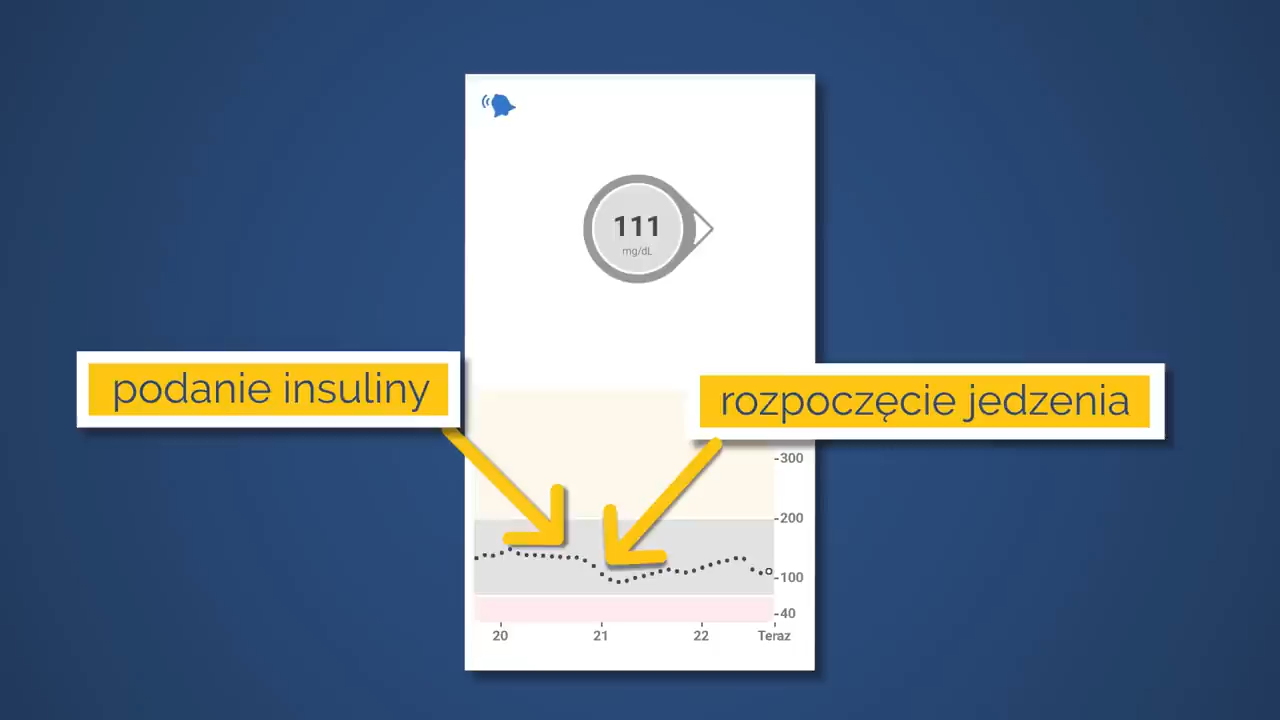 111
mg/dL
podanie insuliny
rozpoczęcie jedzenia
300
200
100
40
20 21 22 Teraz